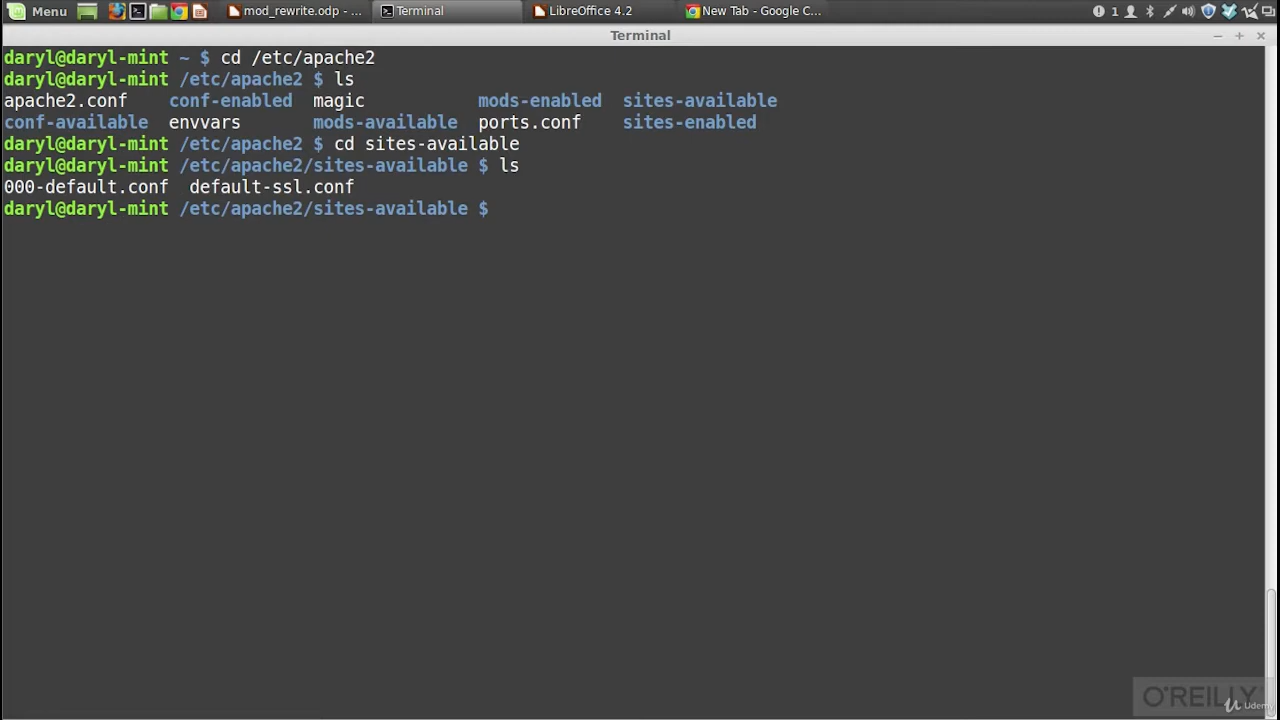 Menu mod_rewrite.odp - ... Terminal LibreOffice 4.2 New Tab - Google C... 1
Terminal
daryl@daryl-mint ~ $ cd /etc/apache2
daryl@daryl-mint /etc/apache2 $ ls
apache2.conf conf-enabled magic mods-enabled sites-available
conf-available envvars mods-available ports.conf sites-enabled
daryl@daryl-mint /etc/apache2 $ cd sites-available
daryl@daryl-mint /etc/apache2/sites-available $ ls
000-default.conf default-ssl.conf
daryl@daryl-mint /etc/apache2/sites-available $
O'REILLY
Udemy